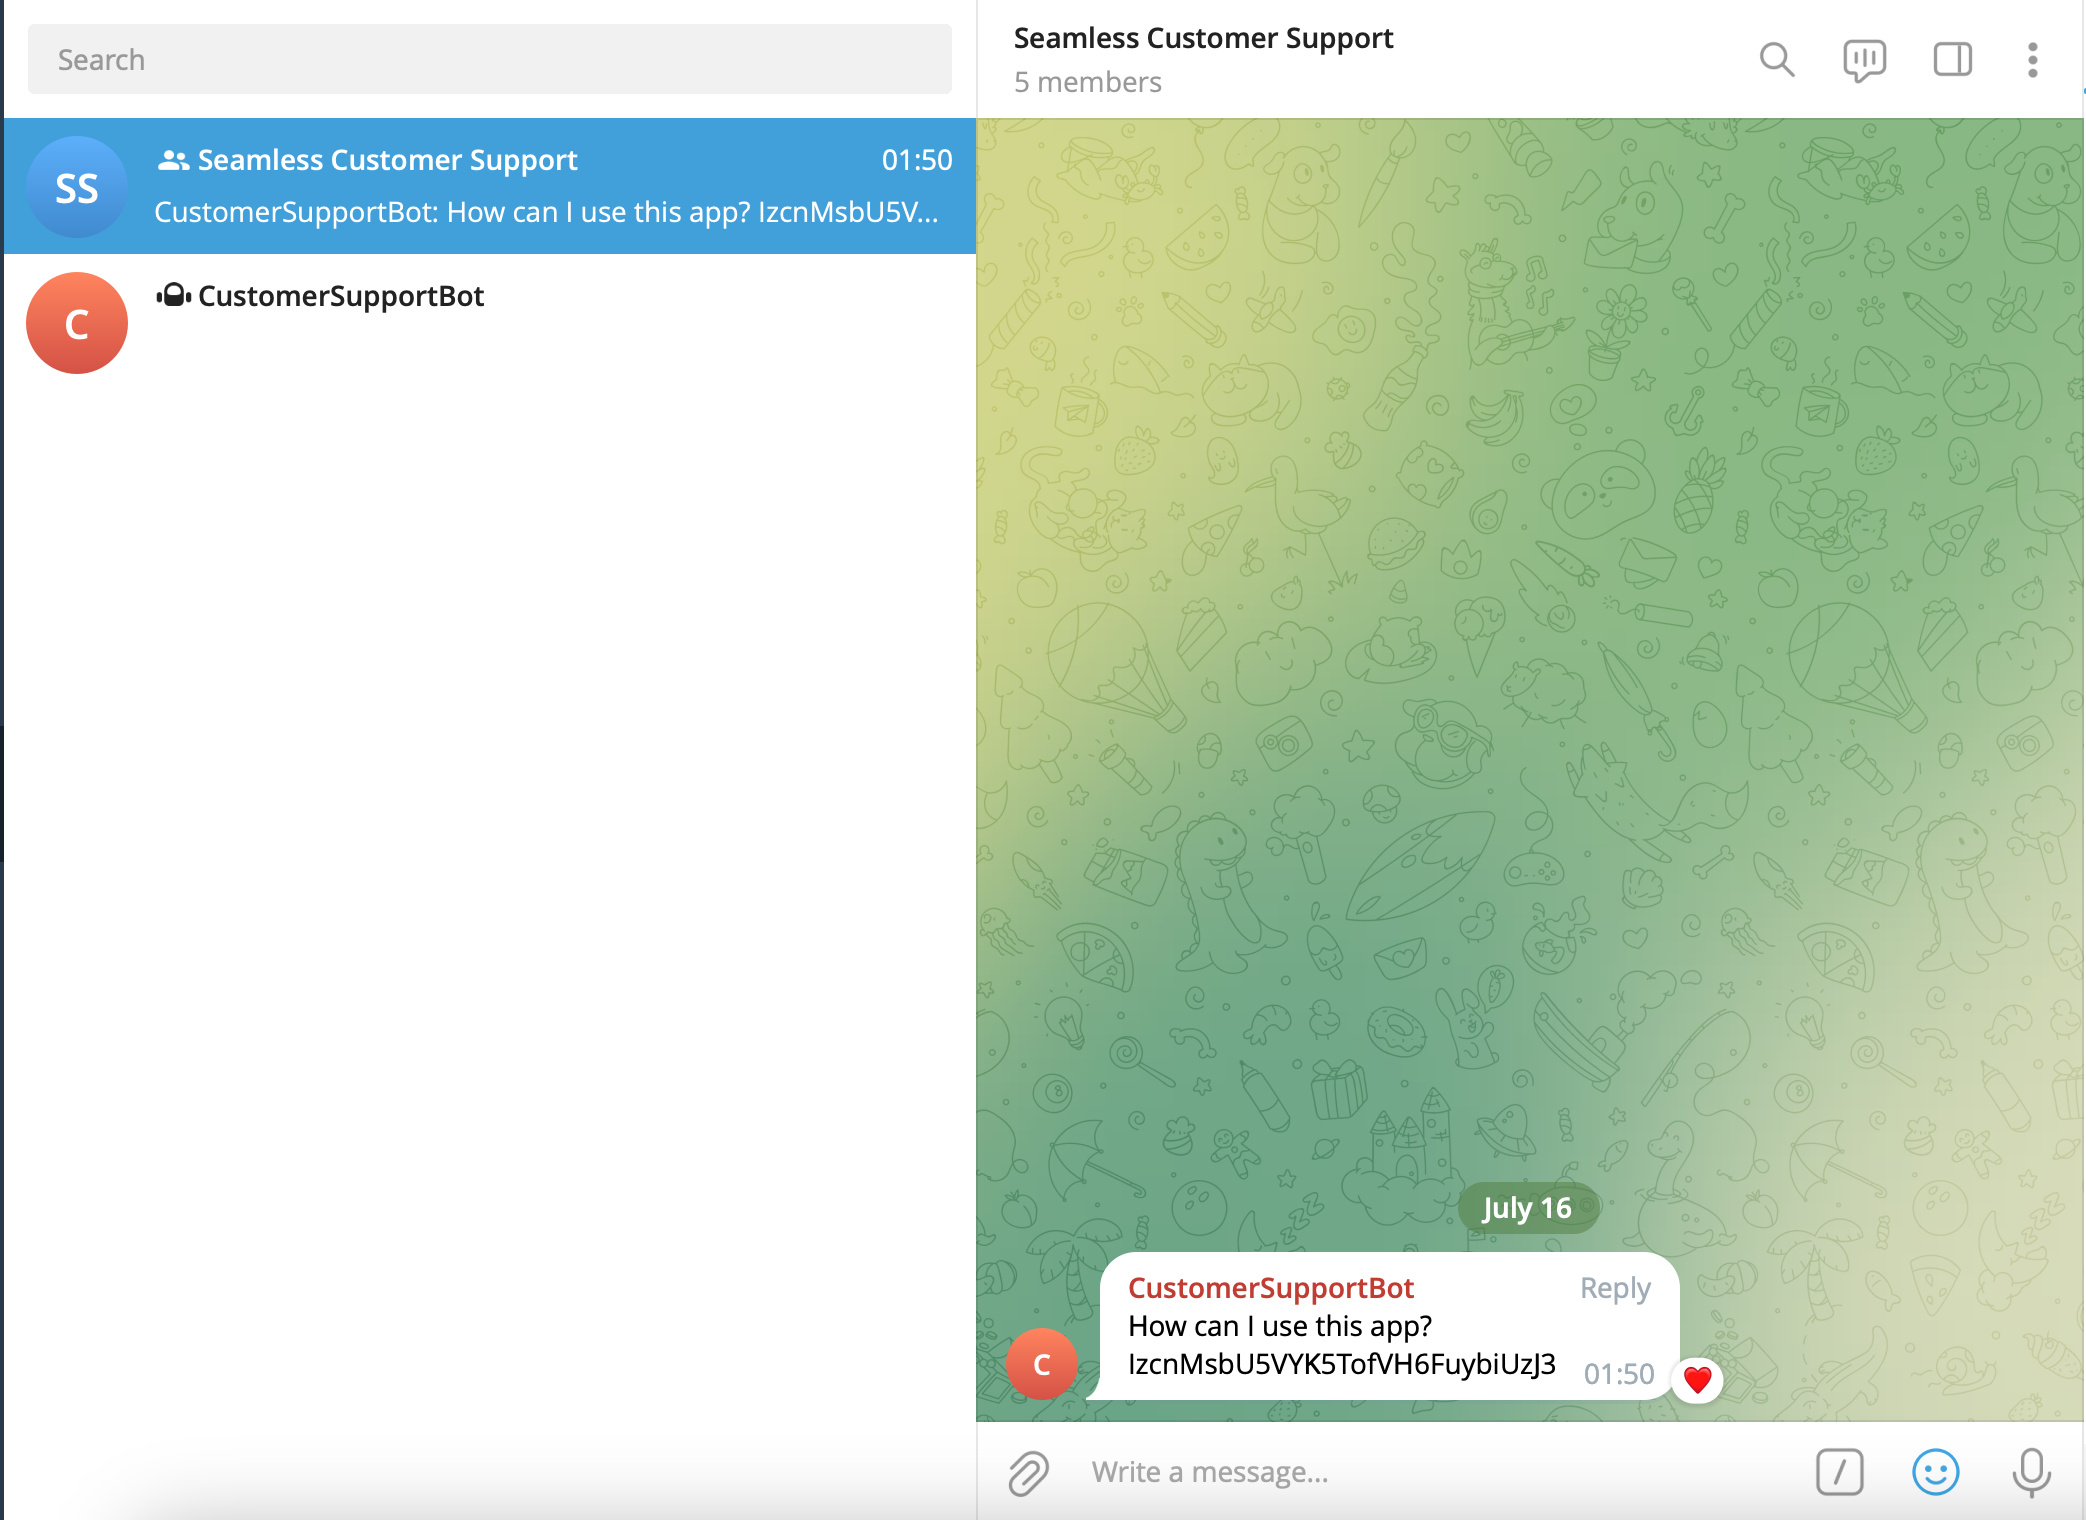 Search
SS
Seamless Customer Support
01:50
CustomerSupportBot: How can I use this app? IzcnMsbU5V...
C
CustomerSupportBot
Seamless Customer Support
5 members
July 16
C
CustomerSupportBot
Reply
How can I use this app?
IzcnMsbU5VYK5TofVH6FuybiUzJ3
01:50
Write a message...